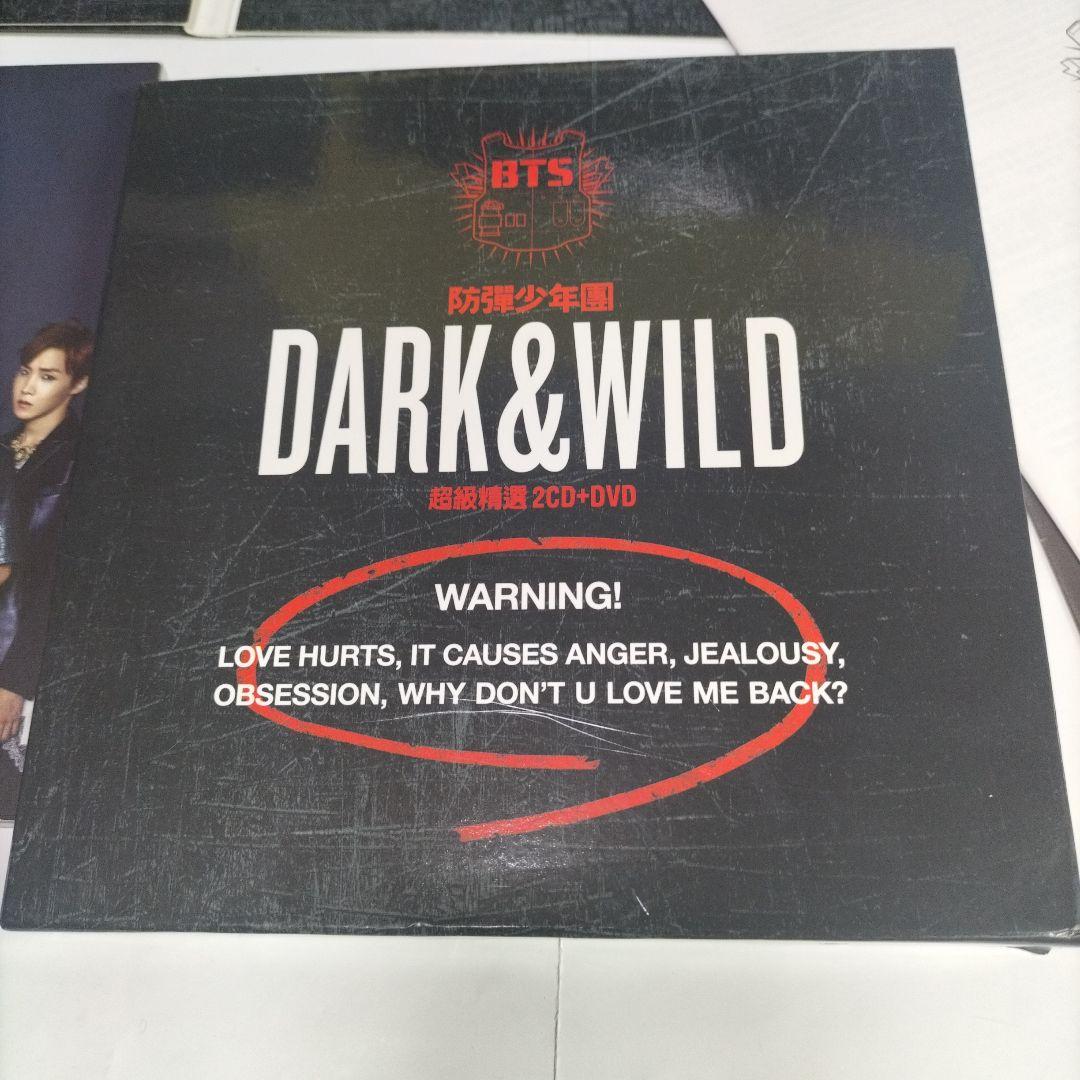 BTS
防彈少年團
DARK&WILD
超級精選 2CD+DVD
WARNING!
LOVE HURTS, IT CAUSES ANGER, JEALOUSY,
OBSESSION, WHY DON'T U LOVE ME BACK?